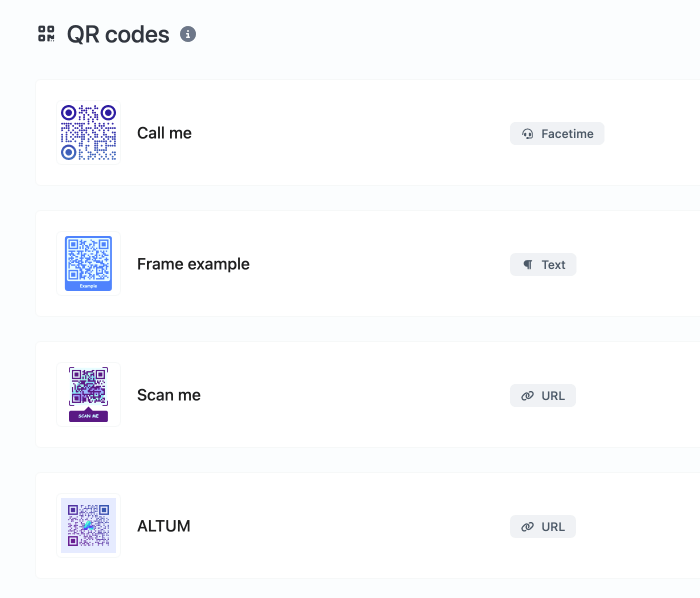 QR codes
Call me
Facetime
Example
Frame example
Text
SCAN ME
Scan me
URL
ALTUM
URL